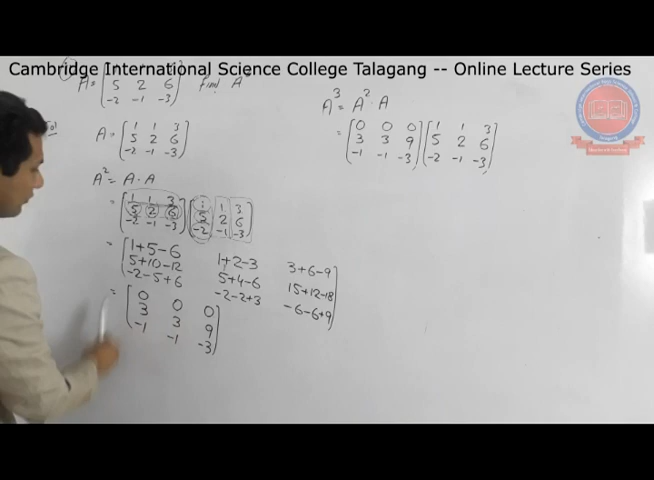 Cambridge International Science College Talagang -- Online Lecture Series
A= [ 5 2 6 Find A
-2 -1 -3 ]
Sol
A= [ 1 1 3
5 2 6
-2 -1 -3 ]
A² = A . A
= [ 1 1 3 ] [ 1 1 3
5 2 6 5 2 6
-2 -1 -3 -2 -1 -3 ]
= [ 1+5-6 1+2-3 3+6-9
5+10-12 5+4-6 15+12-18
-2-5+6 -2-2+3 -6-6+9 ]
= [ 0 0 0
3 3 9
-1 -1 -3 ]
A³ = A² . A
= [ 0 0 0 ] [ 1 1 3
3 3 9 5 2 6
-1 -1 -3 -2 -1 -3 ]